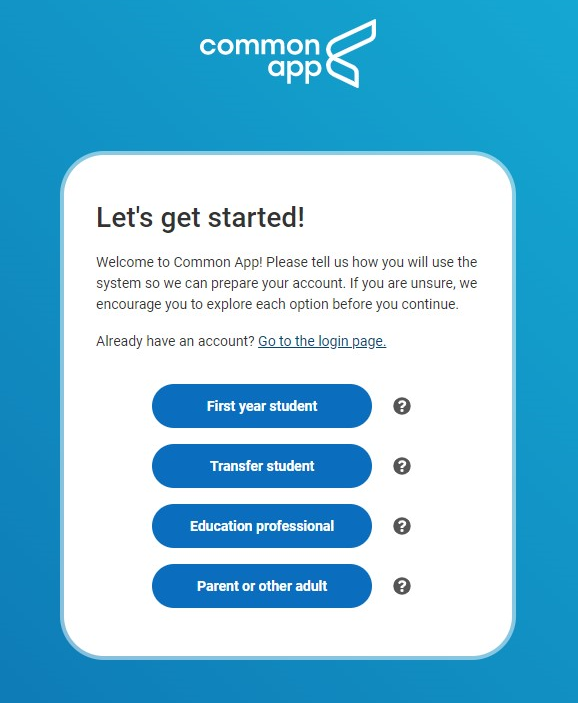 common
app
Let's get started!
Welcome to Common App! Please tell us how you will use the
system so we can prepare your account. If you are unsure, we
encourage you to explore each option before you continue.
Already have an account? Go to the login page.
First year student ?
Transfer student ?
Education professional ?
Parent or other adult ?